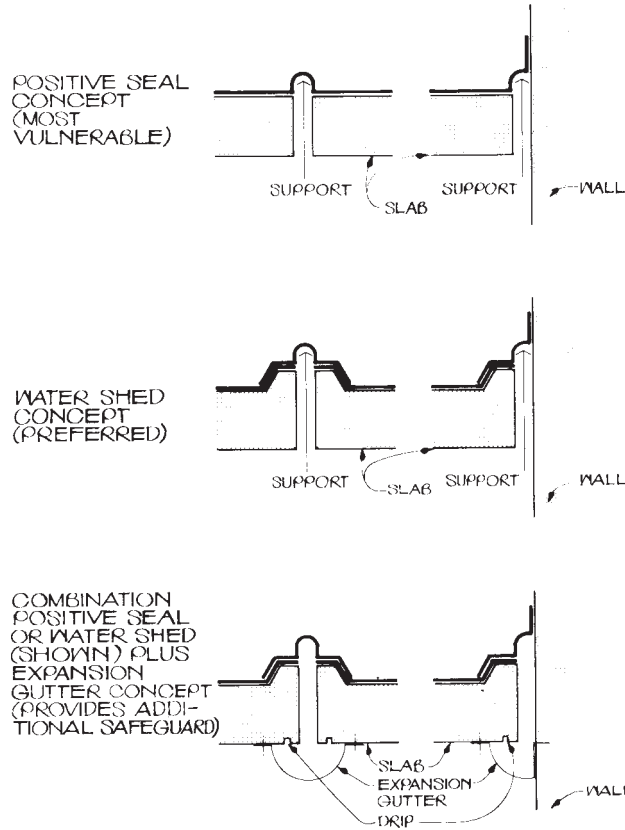 POSITIVE SEAL
CONCEPT
(MOST
VULNERABLE)
SUPPORT
SLAB
SUPPORT
WALL
WATER SHED
CONCEPT
(PREFERRED)
SUPPORT
SLAB
SUPPORT
WALL
COMBINATION
POSITIVE SEAL
OR WATER SHED
(SHOWN) PLUS
EXPANSION
GUTTER CONCEPT
(PROVIDES ADDI-
TIONAL SAFEGUARD)
SLAB
EXPANSION
GUTTER
DRIP
WALL